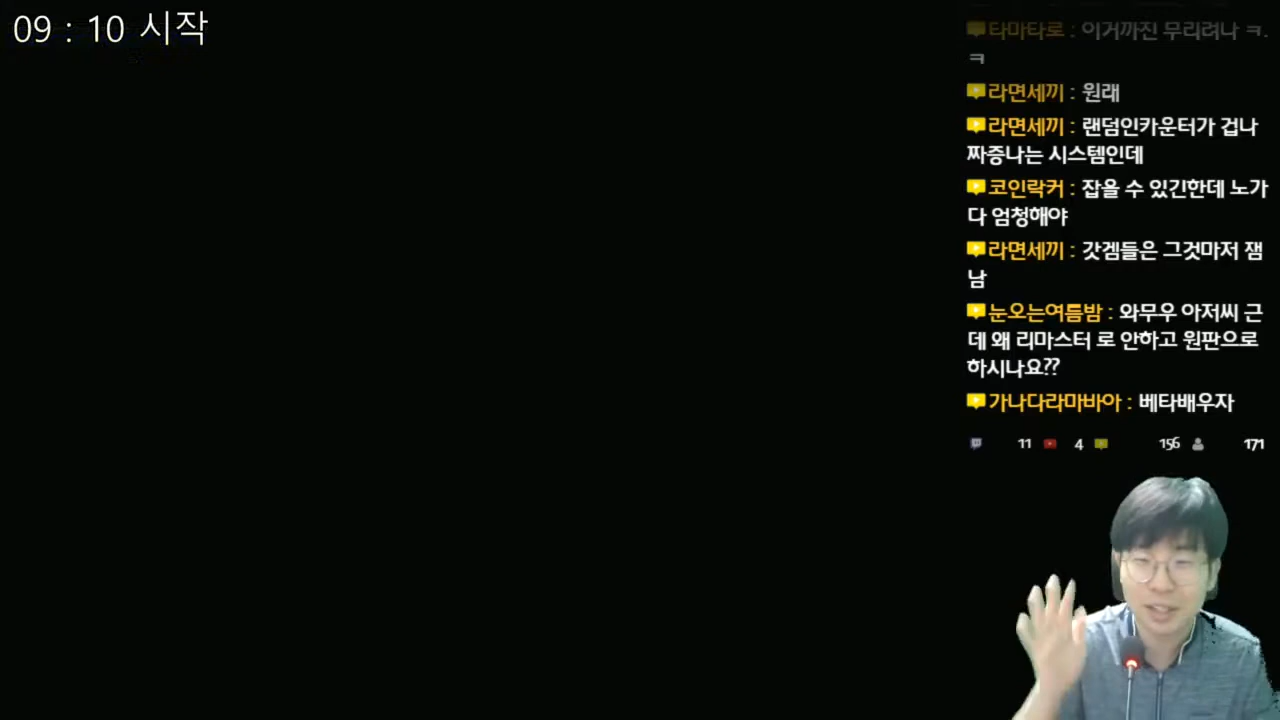 09 : 10 시작
타마타로 : 이거까진 무리려나 ㅋ.
ㅋ
라면세끼 : 원래
라면세끼 : 랜덤인카운터가 겁나
짜증나는 시스템인데
코인락커 : 잡을 수 있긴한데 노가
다 엄청해야
라면세끼 : 갓겜들은 그것마저 잼
남
눈오는여름밤 : 와무우 아저씨 근
데 왜 리마스터 로 안하고 원판으로
하시나요??
가나다라마바아 : 베타배우자
11 4 156 171